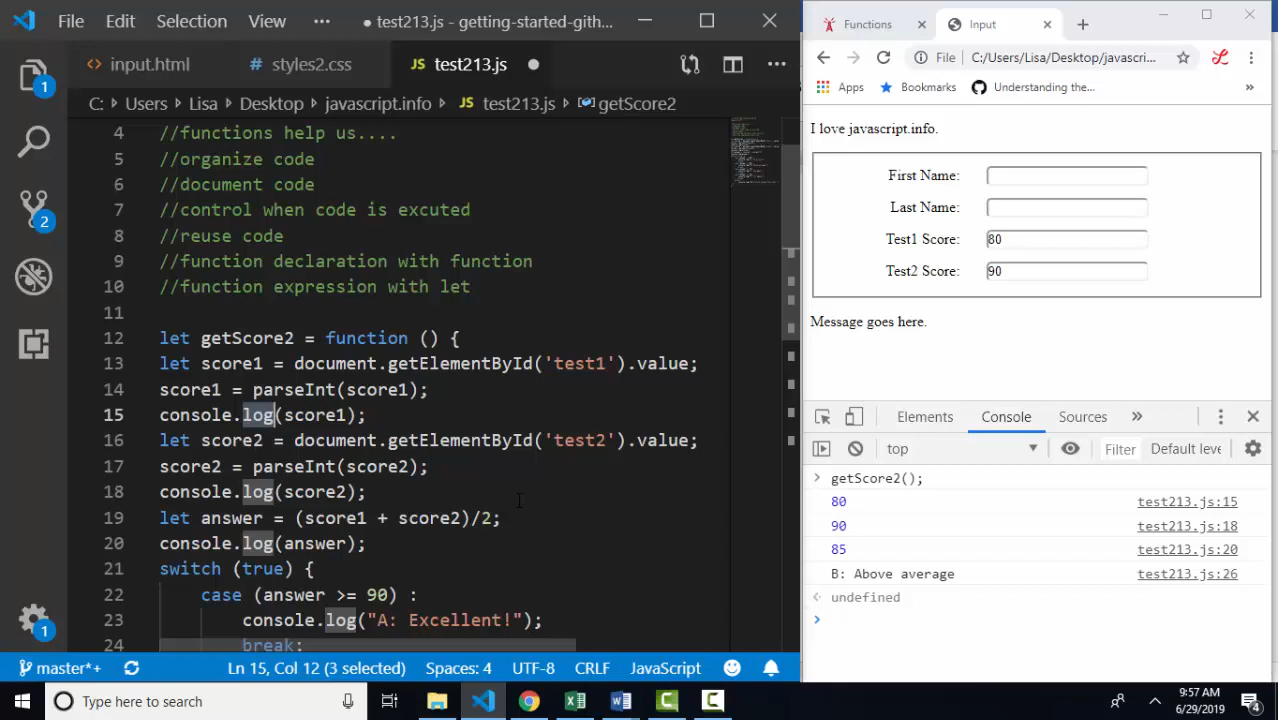 File Edit Selection View ••• ● test213.js - getting-started-gith...
<> input.html # styles2.css JS test213.js ●
C: > Users > Lisa > Desktop > javascript.info > JS test213.js > getScore2
4 //functions help us....
5 //organize code
6 //document code
7 //control when code is excuted
8 //reuse code
9 //function declaration with function
10 //function expression with let
11
12 let getScore2 = function () {
13 let score1 = document.getElementById('test1').value;
14 score1 = parseInt(score1);
15 console.log(score1);
16 let score2 = document.getElementById('test2').value;
17 score2 = parseInt(score2);
18 console.log(score2);
19 let answer = (score1 + score2)/2;
20 console.log(answer);
21 switch (true) {
22 case (answer >= 90) :
23 console.log("A: Excellent!");
24 break;
1
2
1
master*+ Ln 15, Col 12 (3 selected) Spaces: 4 UTF-8 CRLF JavaScript
Functions Input
File C:/Users/Lisa/Desktop/javascri...
Apps Bookmarks Understanding the... »
I love javascript.info.
First Name:
Last Name:
Test1 Score: 80
Test2 Score: 90
Message goes here.
Elements Console Sources »
top Filter Default leve
> getScore2();
80 test213.js:15
90 test213.js:18
85 test213.js:20
B: Above average test213.js:26
undefined
>
Type here to search
9:57 AM
6/29/2019
4